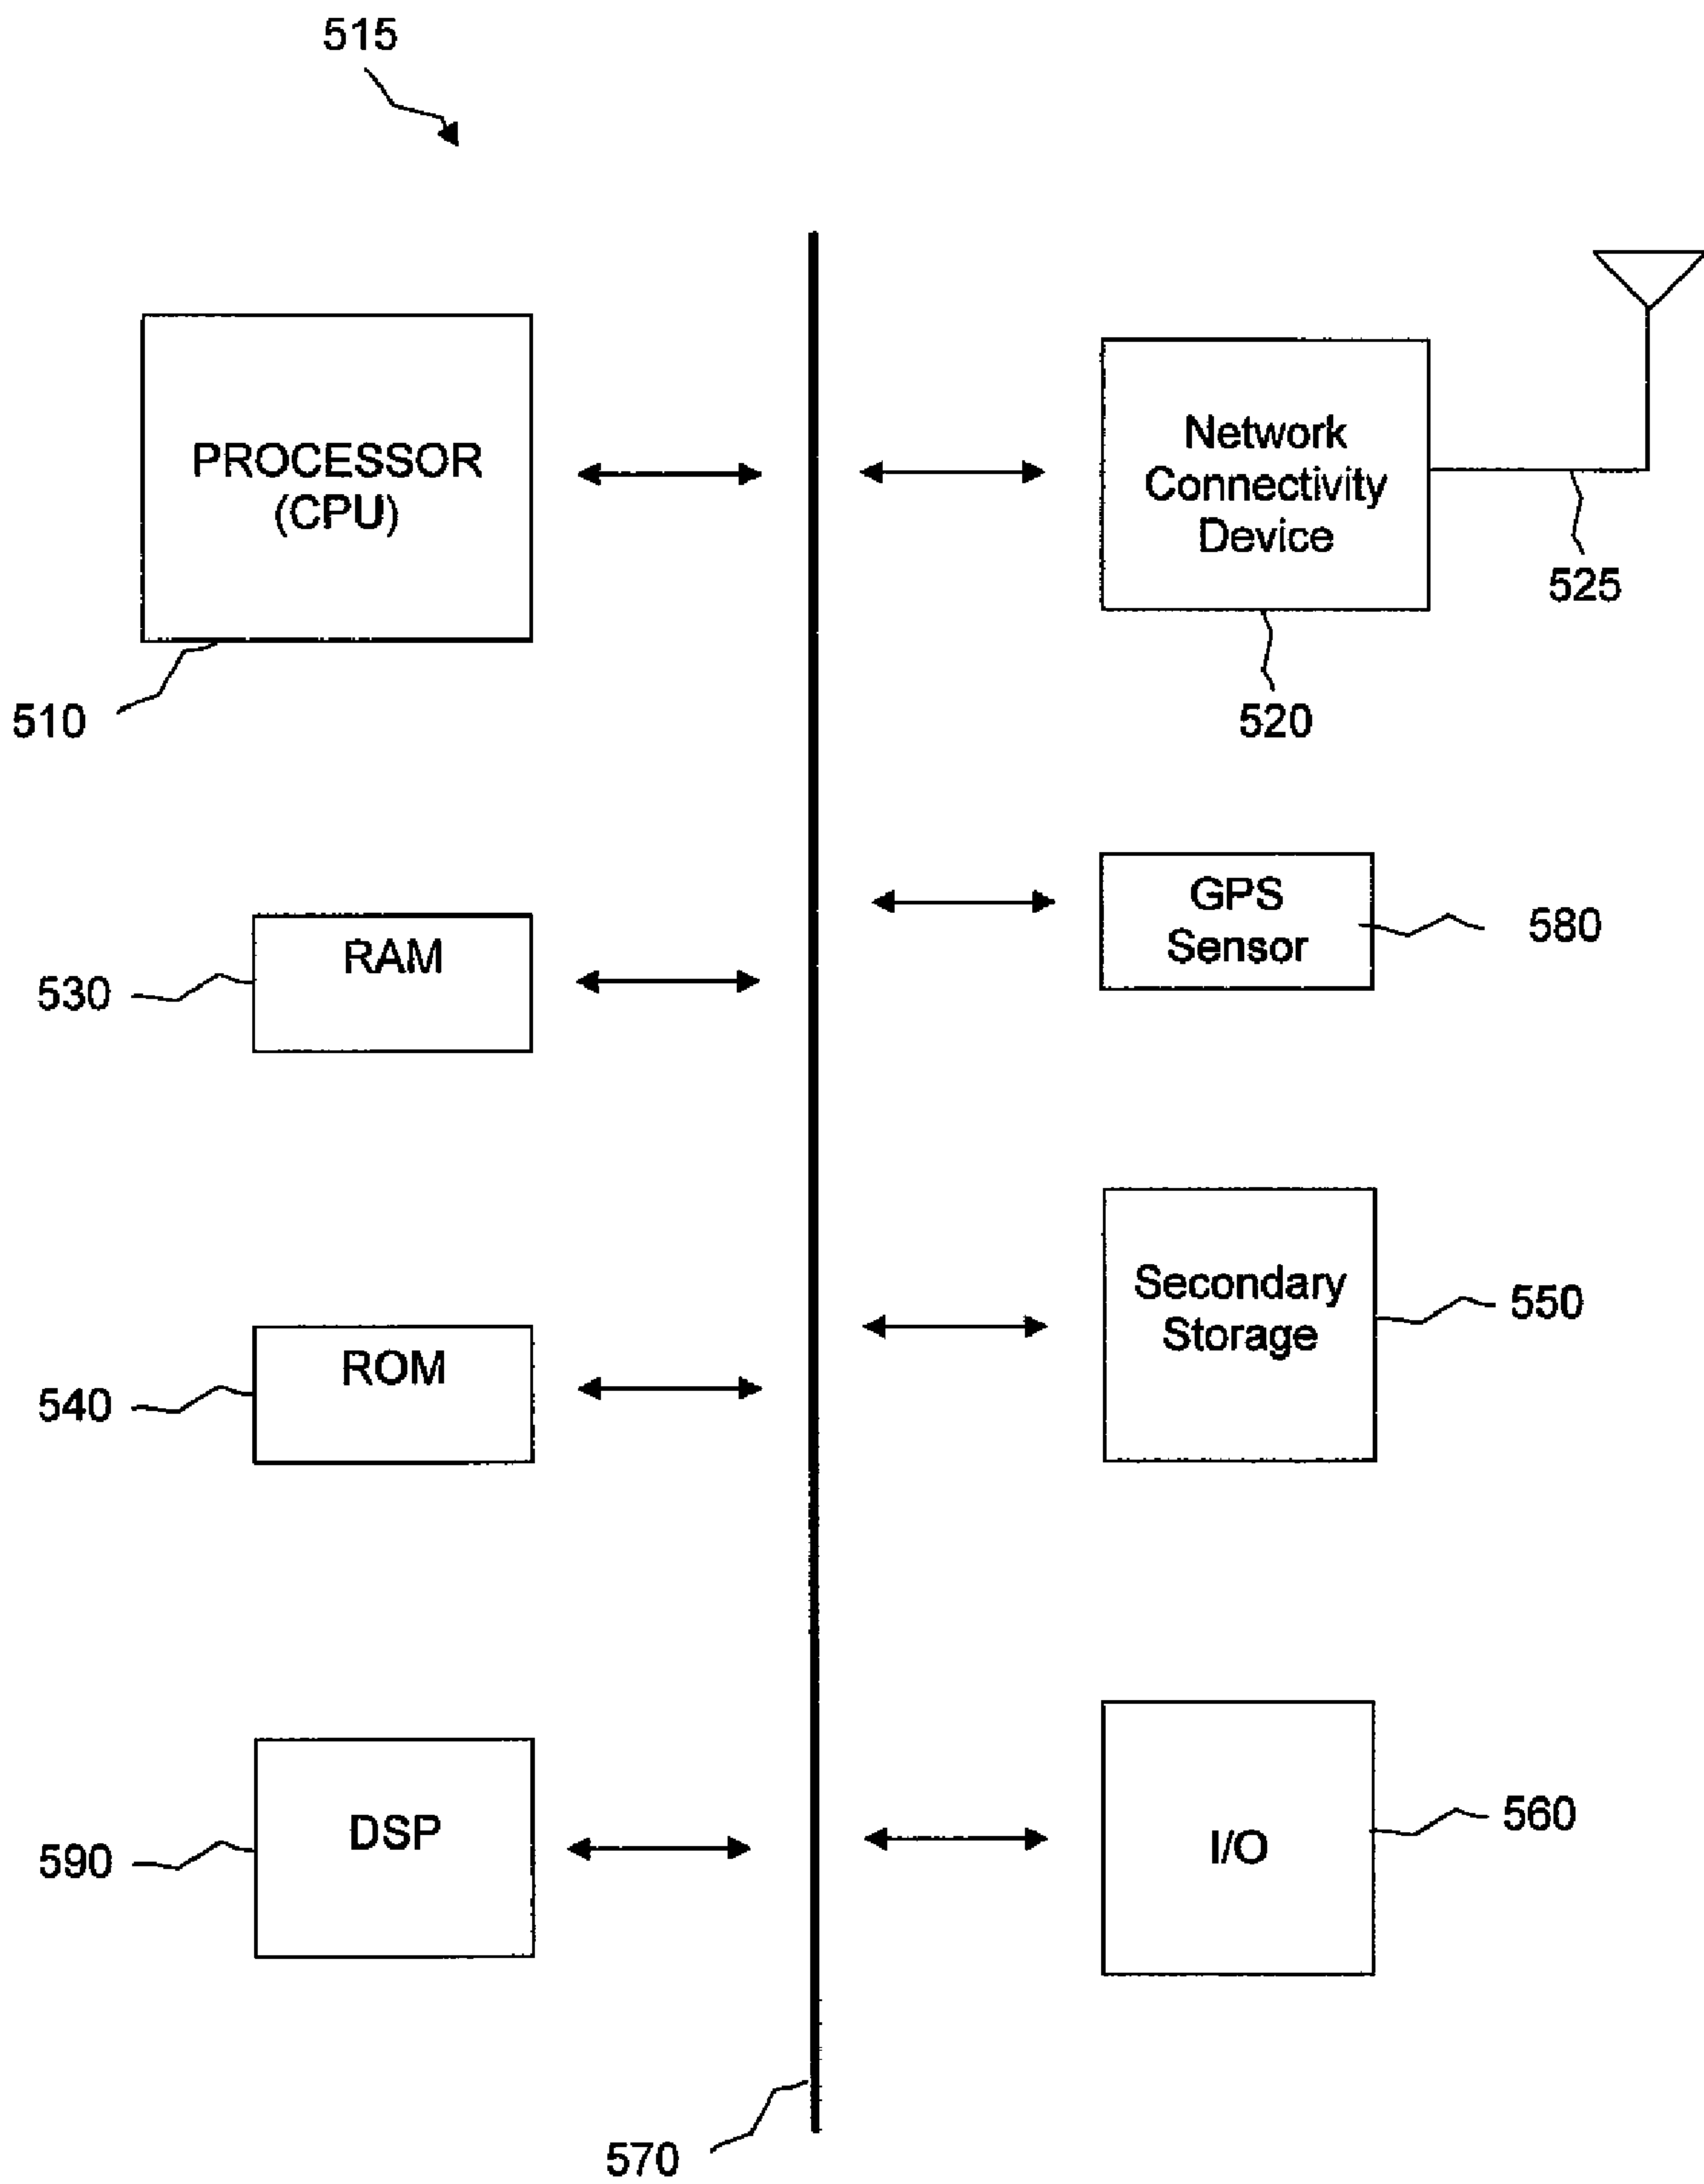 515
PROCESSOR
(CPU)
510
Network
Connectivity
Device
525
520
GPS
Sensor
580
RAM
530
Secondary
Storage
550
ROM
540
DSP
590
I/O
560
570